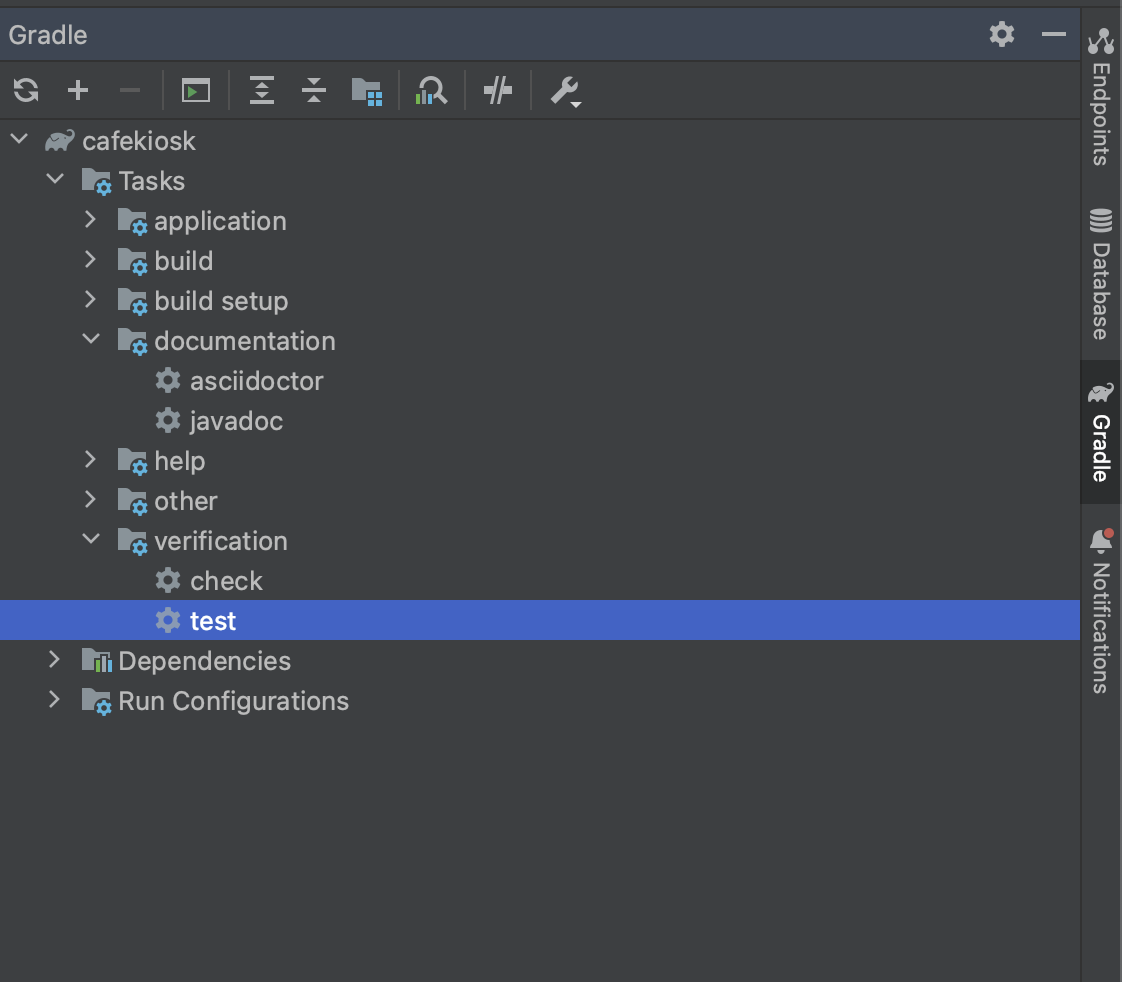 Gradle
cafekiosk
Tasks
application
build
build setup
documentation
asciidoctor
javadoc
help
other
verification
check
test
Dependencies
Run Configurations
Endpoints
Database
Gradle
Notifications